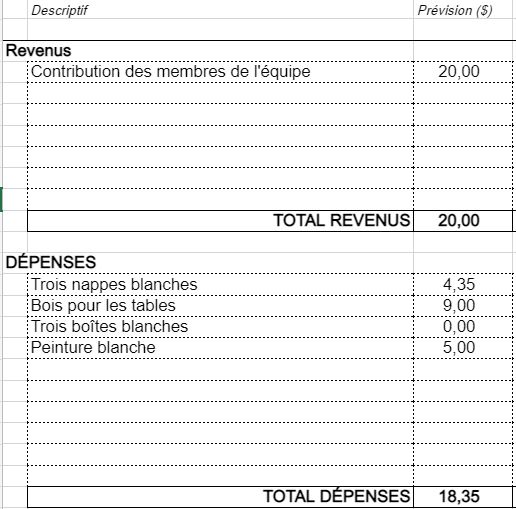 Descriptif Prévision ($)
Revenus
Contribution des membres de l'équipe 20,00
TOTAL REVENUS 20,00
DÉPENSES
Trois nappes blanches 4,35
Bois pour les tables 9,00
Trois boîtes blanches 0,00
Peinture blanche 5,00
TOTAL DÉPENSES 18,35